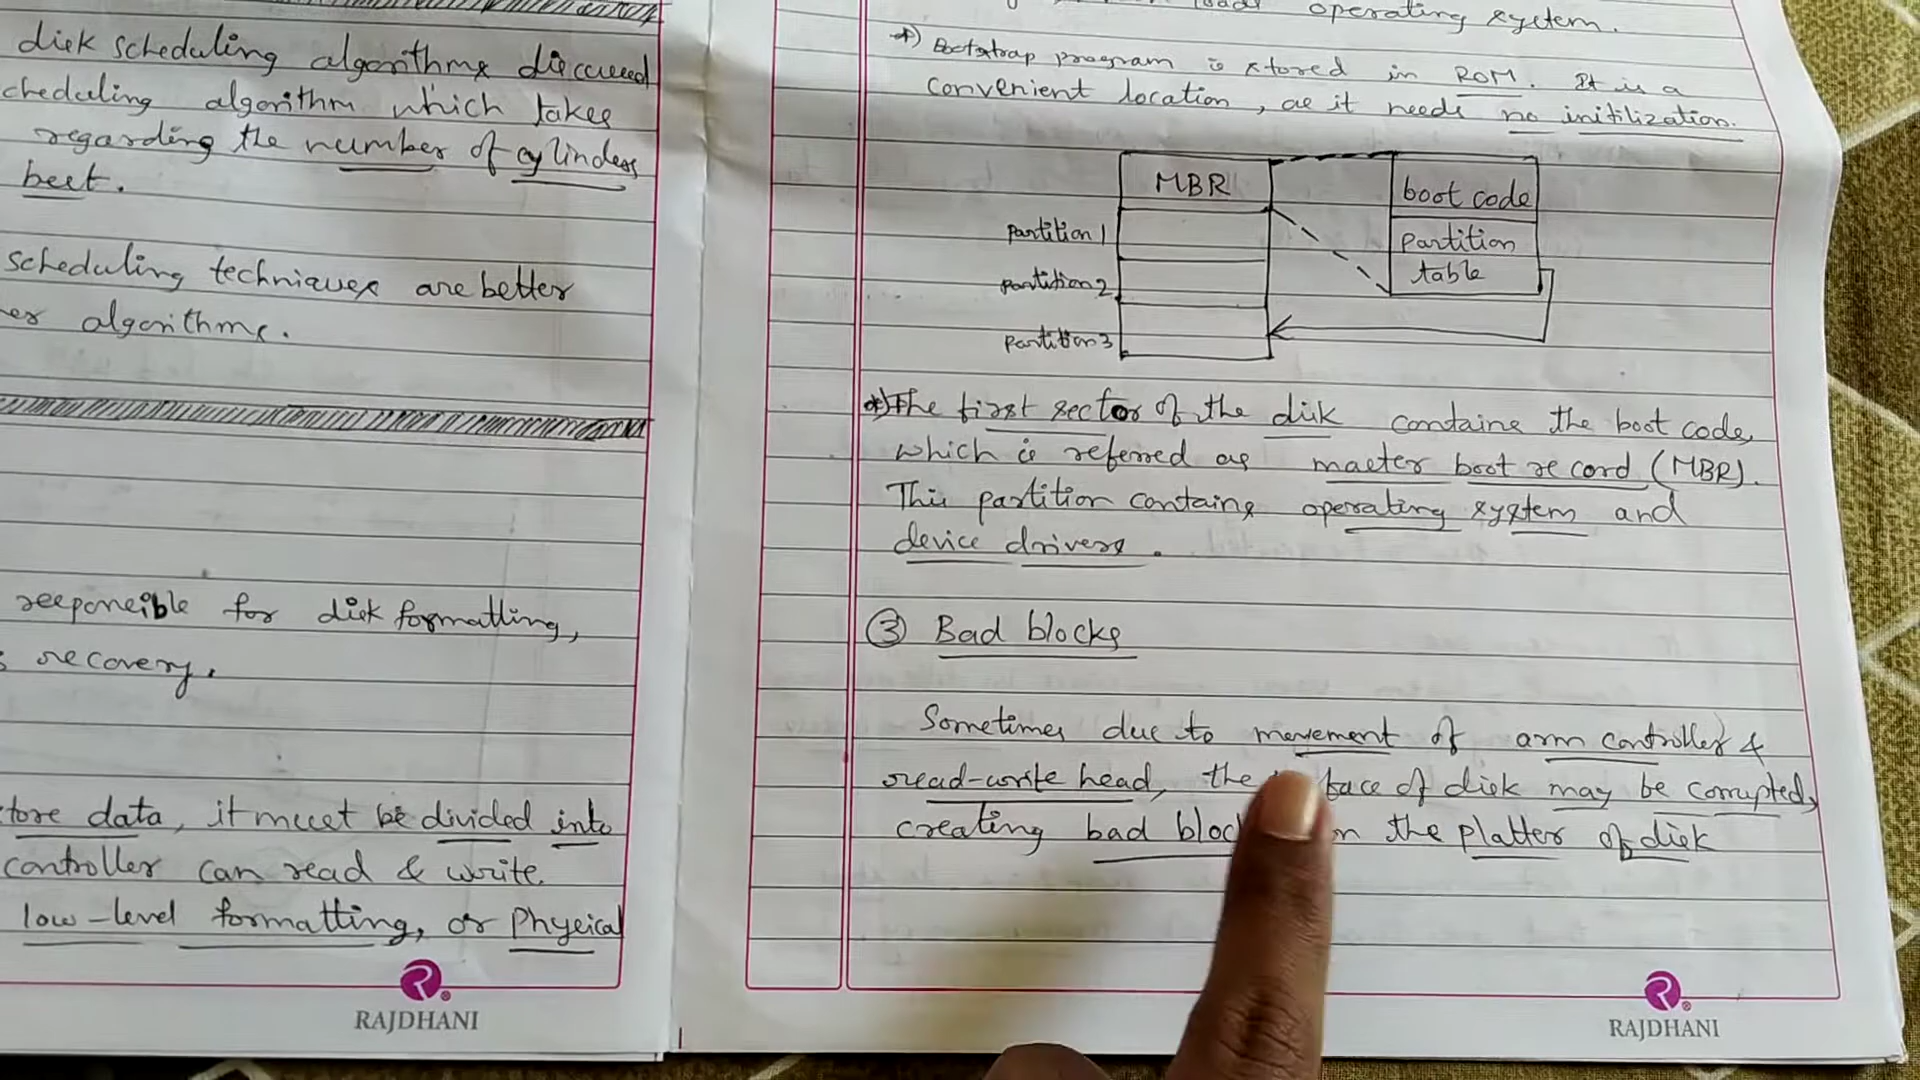 disk scheduling algorithms discussed
cheduling algorithm which takes
regarding the number of cylinders
best.
scheduling techniques are better
er algorithms.
responsible for disk formatting,
recovery.
tore data, it must be divided into
controller can read & write.
low-level formatting, or Physical
RAJDHANI
operating system.
*) Bootstrap program is stored in ROM. It is a
convenient location, as it needs no initilization.
MBR
boot code
partition 1
partition
table
partition 2
partition 3
*) The first sector of the disk contains the boot code,
which is referred as master boot record (MBR).
This partition contains operating system and
device drivers.
③ Bad blocks
Sometimes due to movement of arm controller &
read-write head, the face of disk may be corrupted,
creating bad bloc n the platter of disk
RAJDHANI